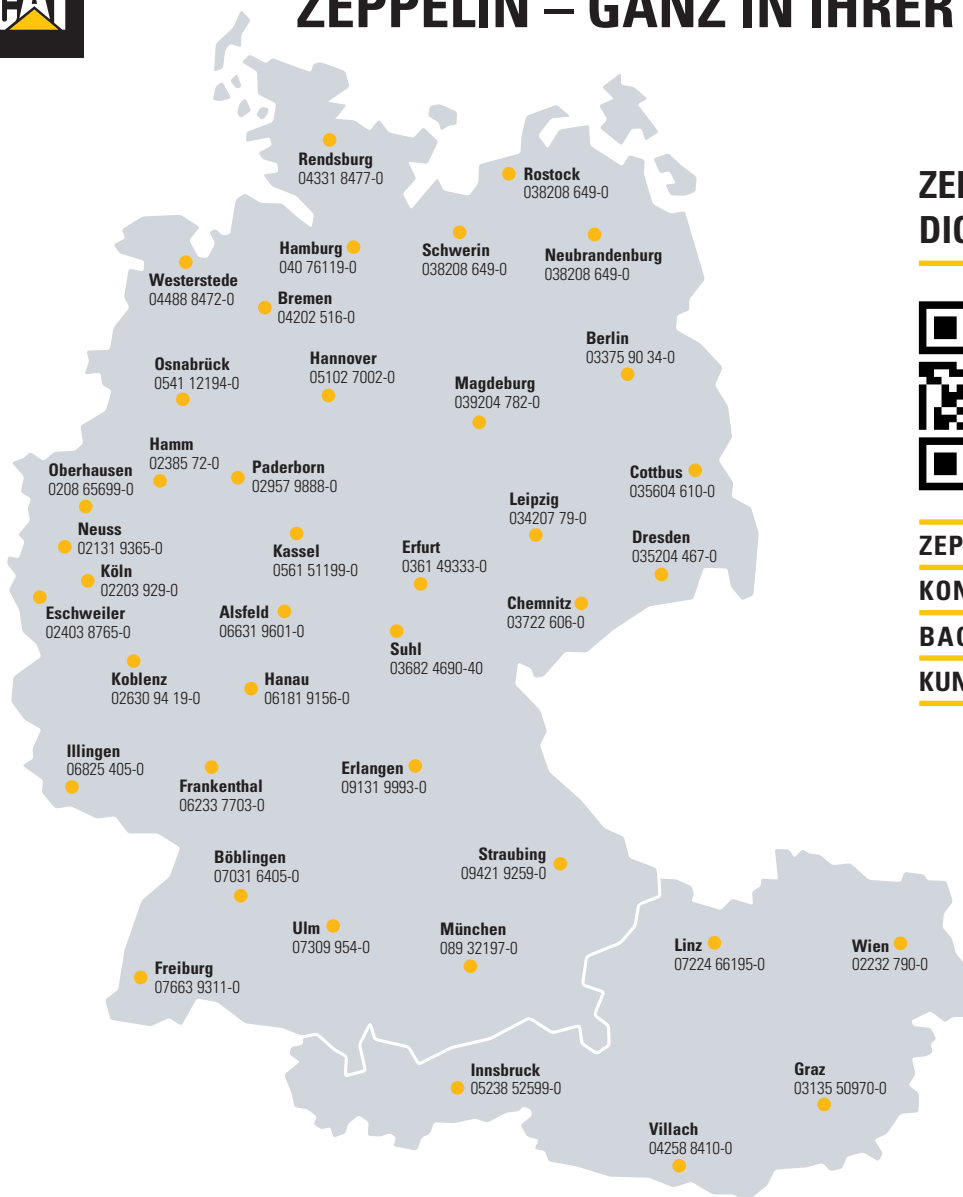 ZEPPELIN – GANZ IN IHRER
Rendsburg
04331 8477-0
Rostock
038208 649-0
Hamburg
040 76119-0
Schwerin
038208 649-0
Neubrandenburg
038208 649-0
Westerstede
04488 8472-0
Bremen
04202 516-0
Berlin
03375 90 34-0
Osnabrück
0541 12194-0
Hannover
05102 7002-0
Magdeburg
039204 782-0
Hamm
02385 72-0
Oberhausen
0208 65699-0
Paderborn
02957 9888-0
Cottbus
035604 610-0
Leipzig
034207 79-0
Neuss
02131 9365-0
Kassel
0561 51199-0
Erfurt
0361 49333-0
Dresden
035204 467-0
Köln
02203 929-0
Eschweiler
02403 8765-0
Alsfeld
06631 9601-0
Chemnitz
03722 606-0
Suhl
03682 4690-40
Koblenz
02630 94 19-0
Hanau
06181 9156-0
Illingen
06825 405-0
Frankenthal
06233 7703-0
Erlangen
09131 9993-0
Böblingen
07031 6405-0
Straubing
09421 9259-0
Ulm
07309 954-0
München
089 32197-0
Linz
07224 66195-0
Wien
02232 790-0
Freiburg
07663 9311-0
Innsbruck
05238 52599-0
Graz
03135 50970-0
Villach
04258 8410-0
ZEP
KON
KUN